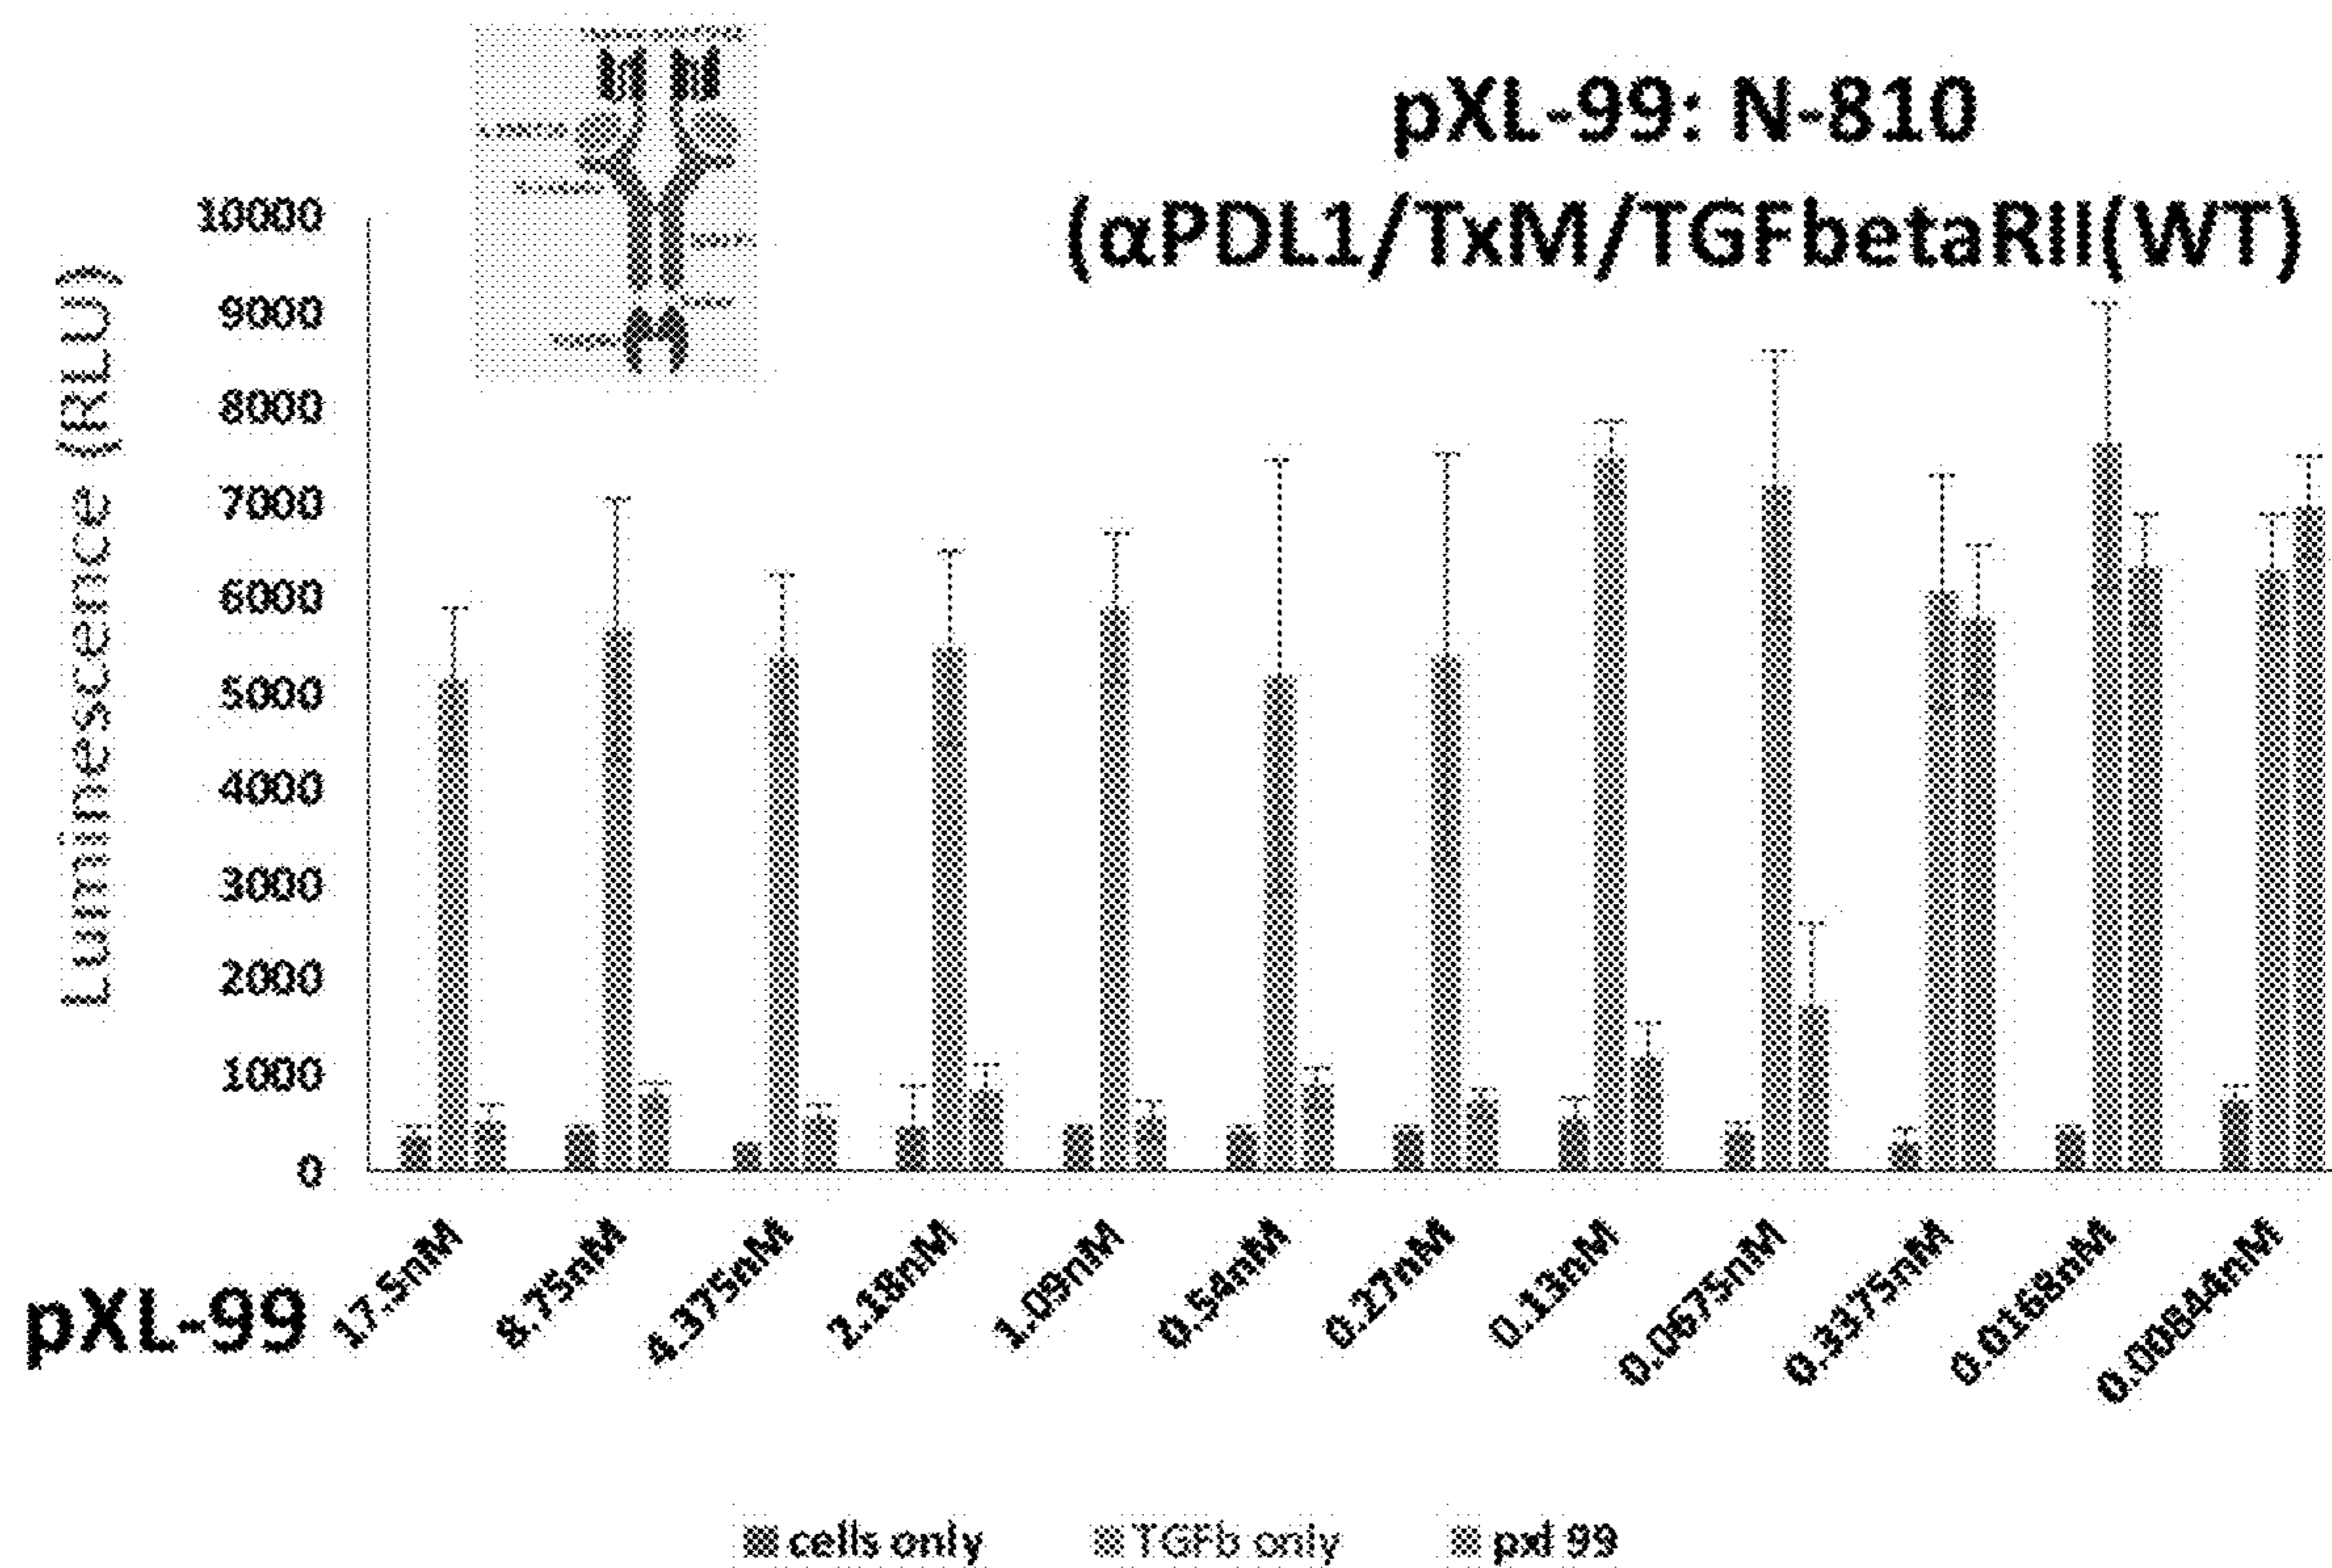 pXL-99: N-810
(αPDL1/TxM/TGFbetaRII(WT)
Luminescence (RLU)
10000
9000
8000
7000
6000
5000
4000
3000
2000
1000
0
pXL-99
17.5nM
8.75nM
4.375nM
2.18nM
1.09nM
0.54nM
0.27nM
0.13nM
0.0675nM
0.3375nM
0.0168nM
0.00844nM
cells only
TGFb only
pxl 99